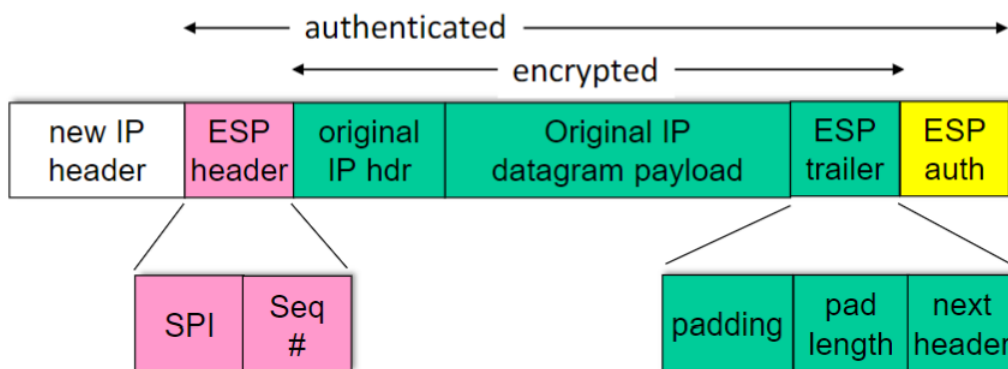 authenticated
encrypted
new IP
header
ESP
header
original
IP hdr
Original IP
datagram payload
ESP
trailer
ESP
auth
SPI
Seq
#
padding
pad
length
next
header